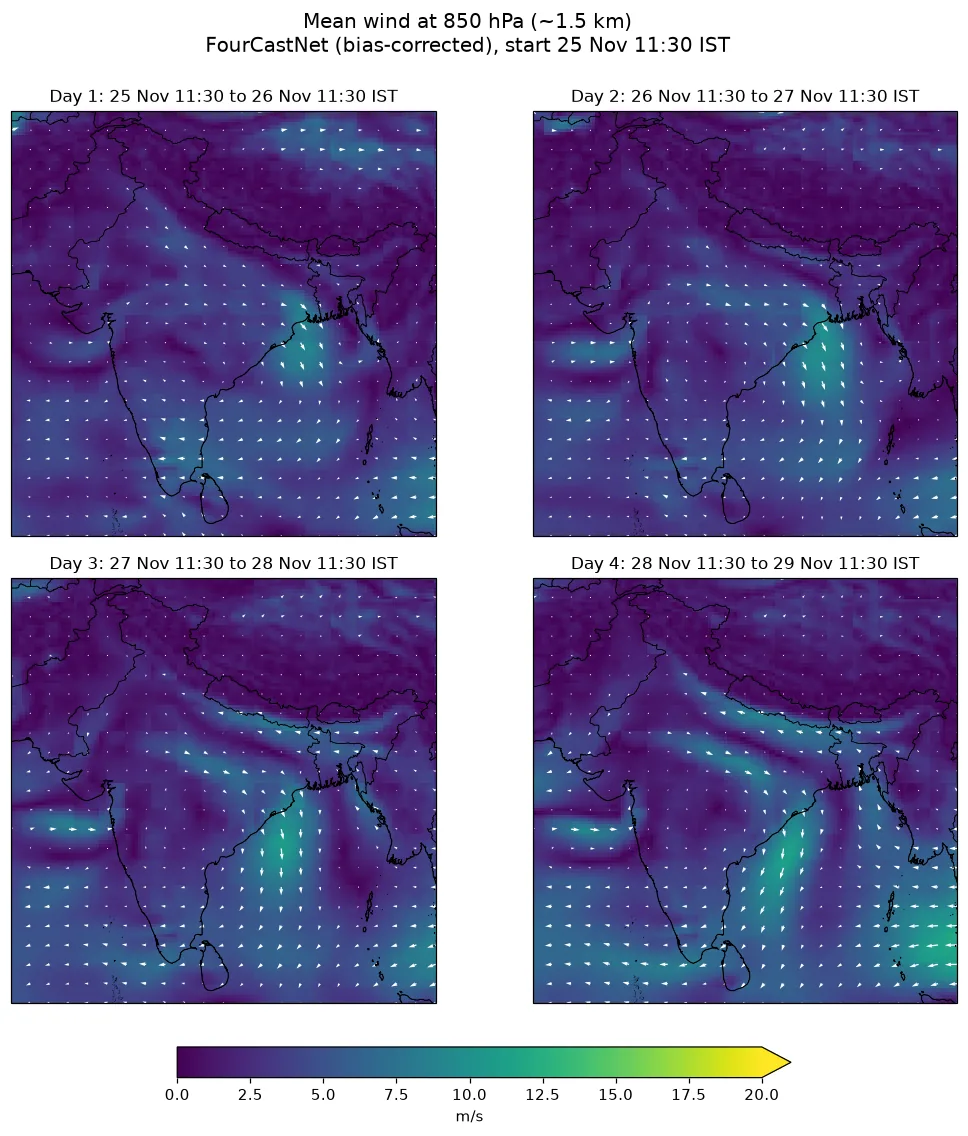 Mean wind at 850 hPa (~1.5 km)
FourCastNet (bias-corrected), start 25 Nov 11:30 IST
Day 1: 25 Nov 11:30 to 26 Nov 11:30 IST
Day 2: 26 Nov 11:30 to 27 Nov 11:30 IST
Day 3: 27 Nov 11:30 to 28 Nov 11:30 IST
Day 4: 28 Nov 11:30 to 29 Nov 11:30 IST
0.0 2.5 5.0 7.5 10.0 12.5 15.0 17.5 20.0
m/s